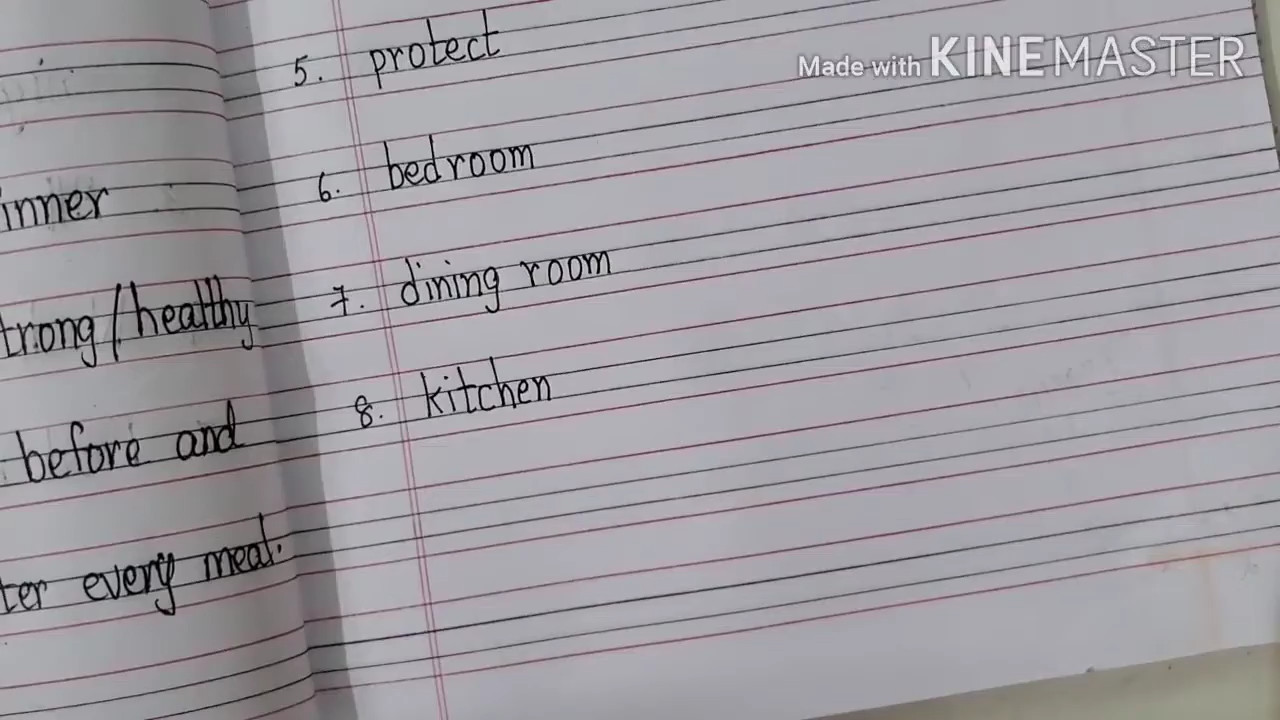 Made with KINEMASTER
inner
trong/healthy
before and
ter every meal.
5. protect
6. bedroom
7. dining room
8. kitchen